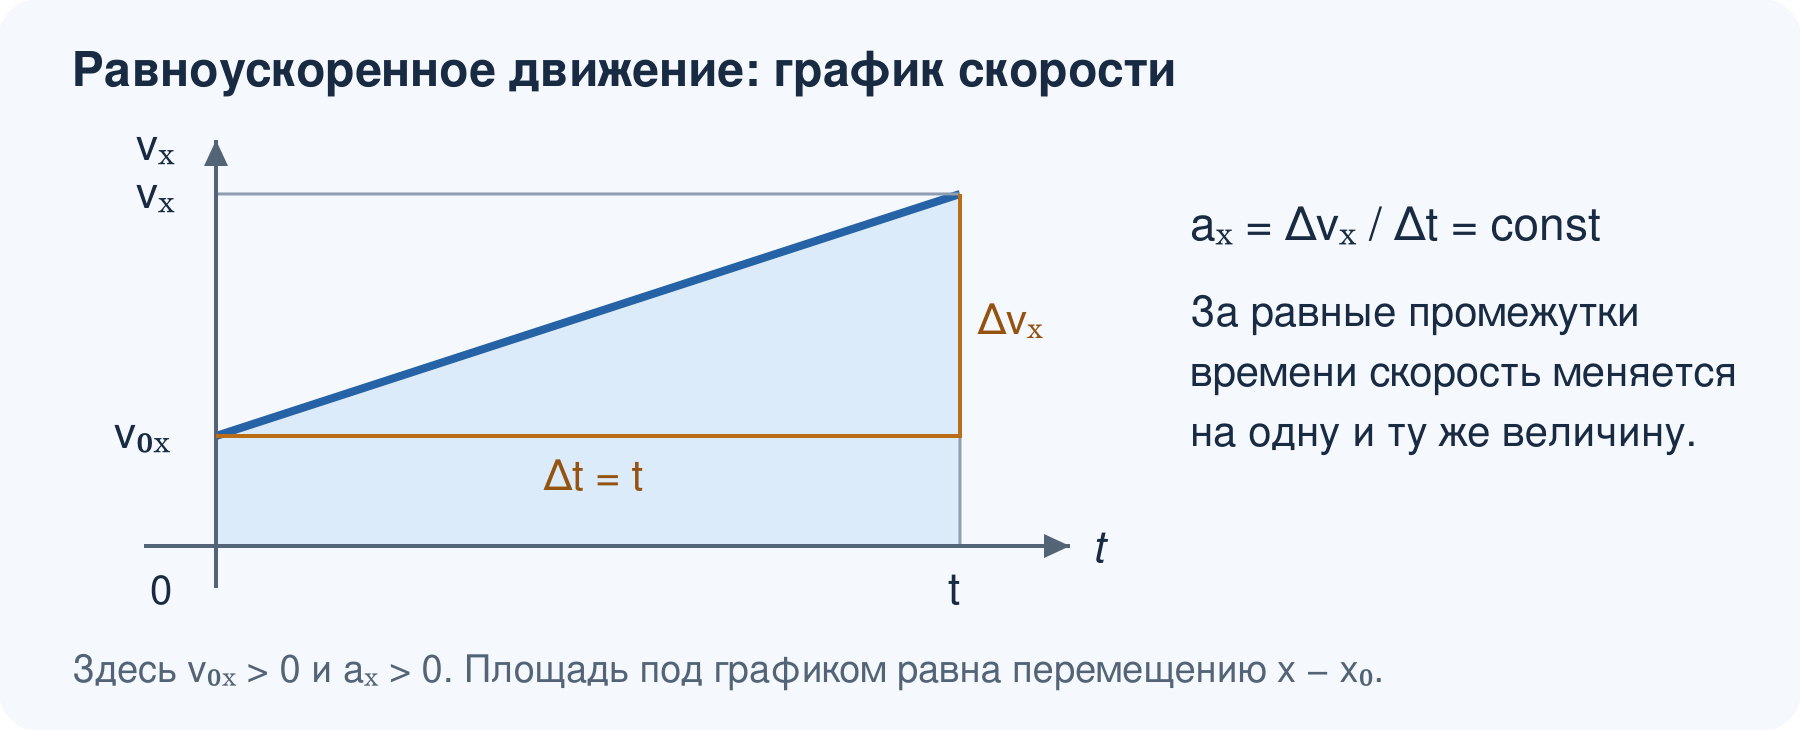 Равноускоренное движение: график скорости
vₓ
vₓ
aₓ = Δvₓ / Δt = const
За равные промежутки
Δvₓ
времени скорость меняется
v₀ₓ
на одну и ту же величину.
Δt = t
t
0
t
Здесь v₀ₓ > 0 и aₓ > 0. Площадь под графиком равна перемещению x − x₀.